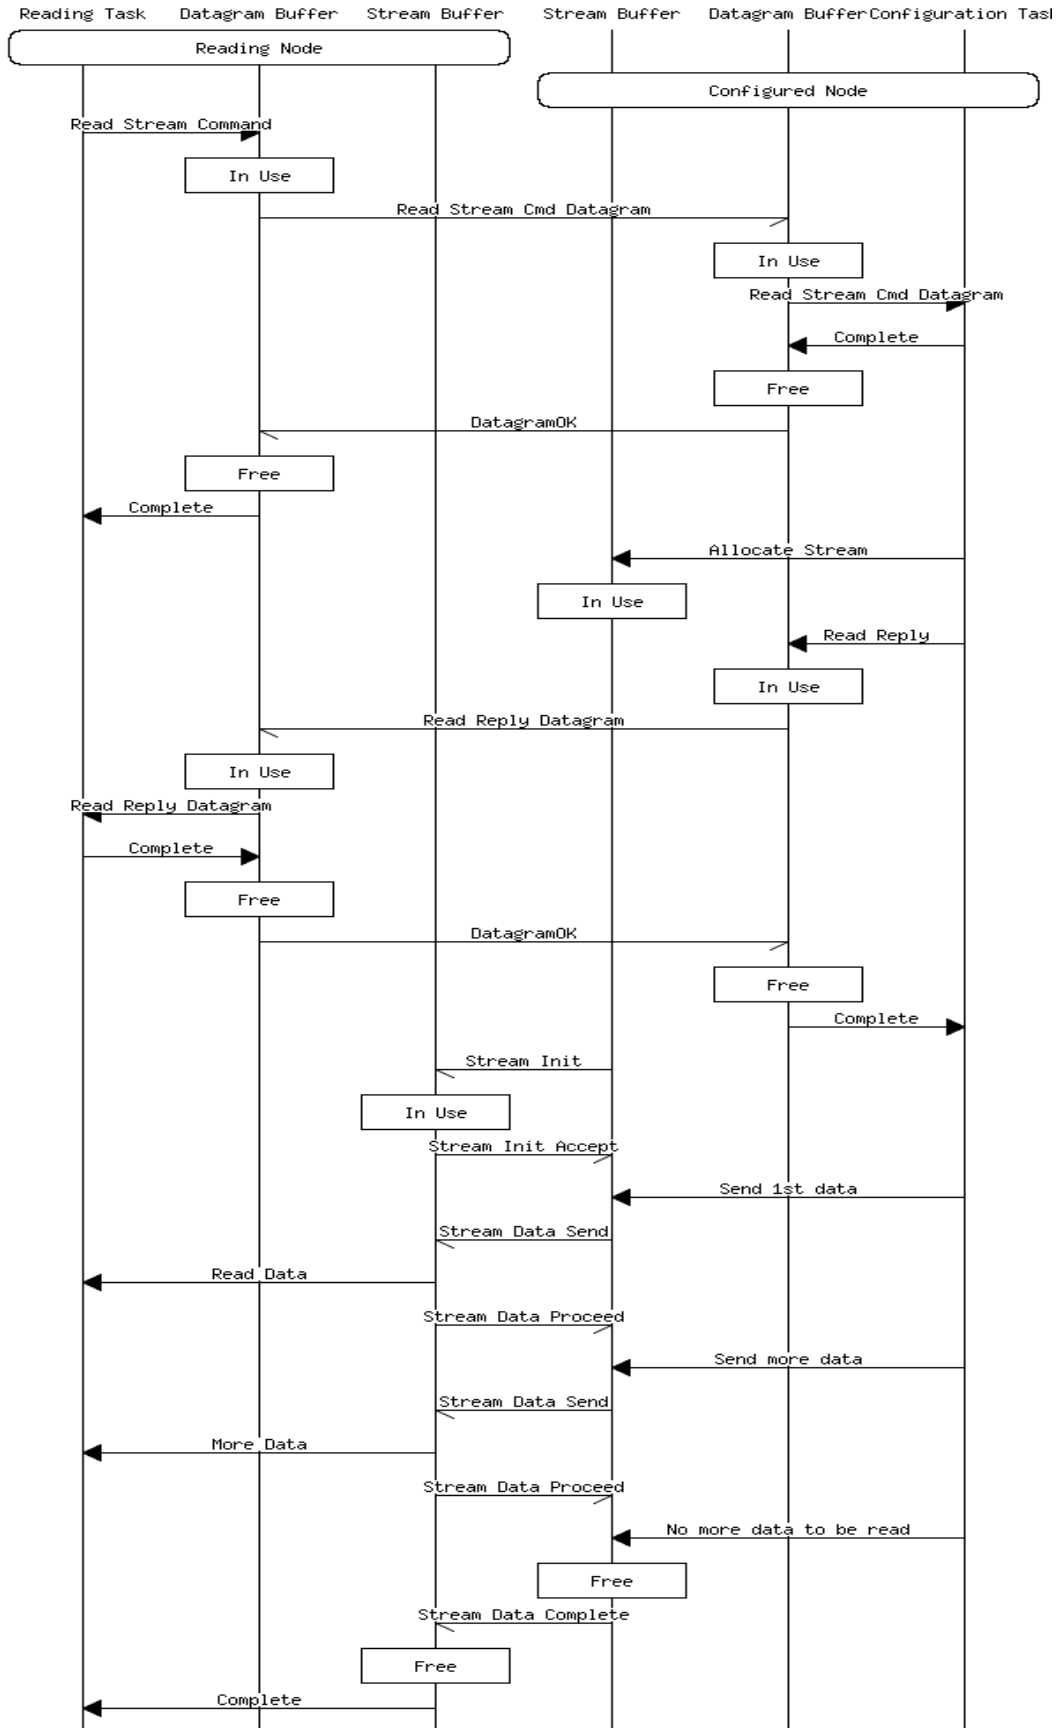 Reading Task Datagram Buffer Stream Buffer Stream Buffer Datagram BufferConfiguration Task
Reading Node
Configured Node
Read Stream Command
In Use
Read Stream Cmd Datagram
In Use
Read Stream Cmd Datagram
Complete
Free
DatagramOK
Free
Complete
Allocate Stream
In Use
Read Reply
In Use
Read Reply Datagram
In Use
Read Reply Datagram
Complete
Free
DatagramOK
Free
Complete
Stream Init
In Use
Stream Init Accept
Send 1st data
Stream Data Send
Read Data
Stream Data Proceed
Send more data
Stream Data Send
More Data
Stream Data Proceed
No more data to be read
Free
Stream Data Complete
Free
Complete